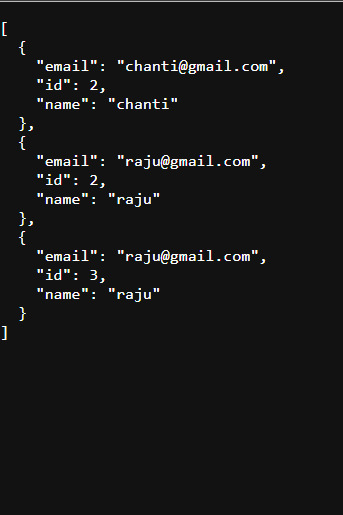 [
  {
    "email": "chanti@gmail.com",
    "id": 2,
    "name": "chanti"
  },
  {
    "email": "raju@gmail.com",
    "id": 2,
    "name": "raju"
  },
  {
    "email": "raju@gmail.com",
    "id": 3,
    "name": "raju"
  }
]